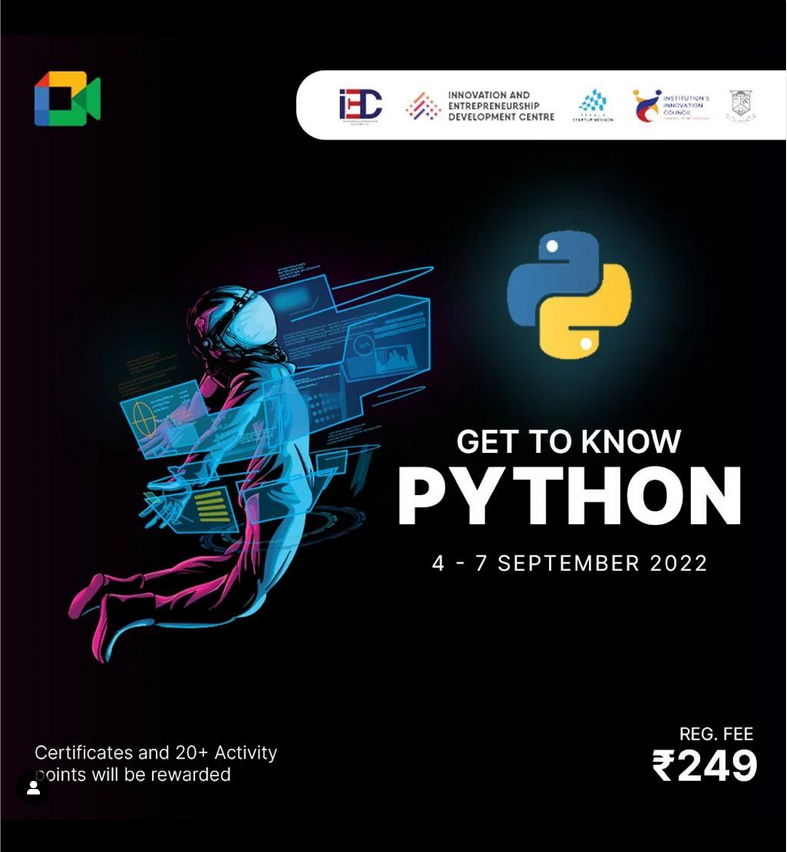 iEDC
INNOVATION AND
ENTREPRENEURSHIP
DEVELOPMENT CENTRE
KERALA
STARTUP MISSION
INSTITUTION'S
INNOVATION
COUNCIL
GET TO KNOW
PYTHON
4 - 7 SEPTEMBER 2022
Certificates and 20+ Activity
points will be rewarded
REG. FEE
₹249